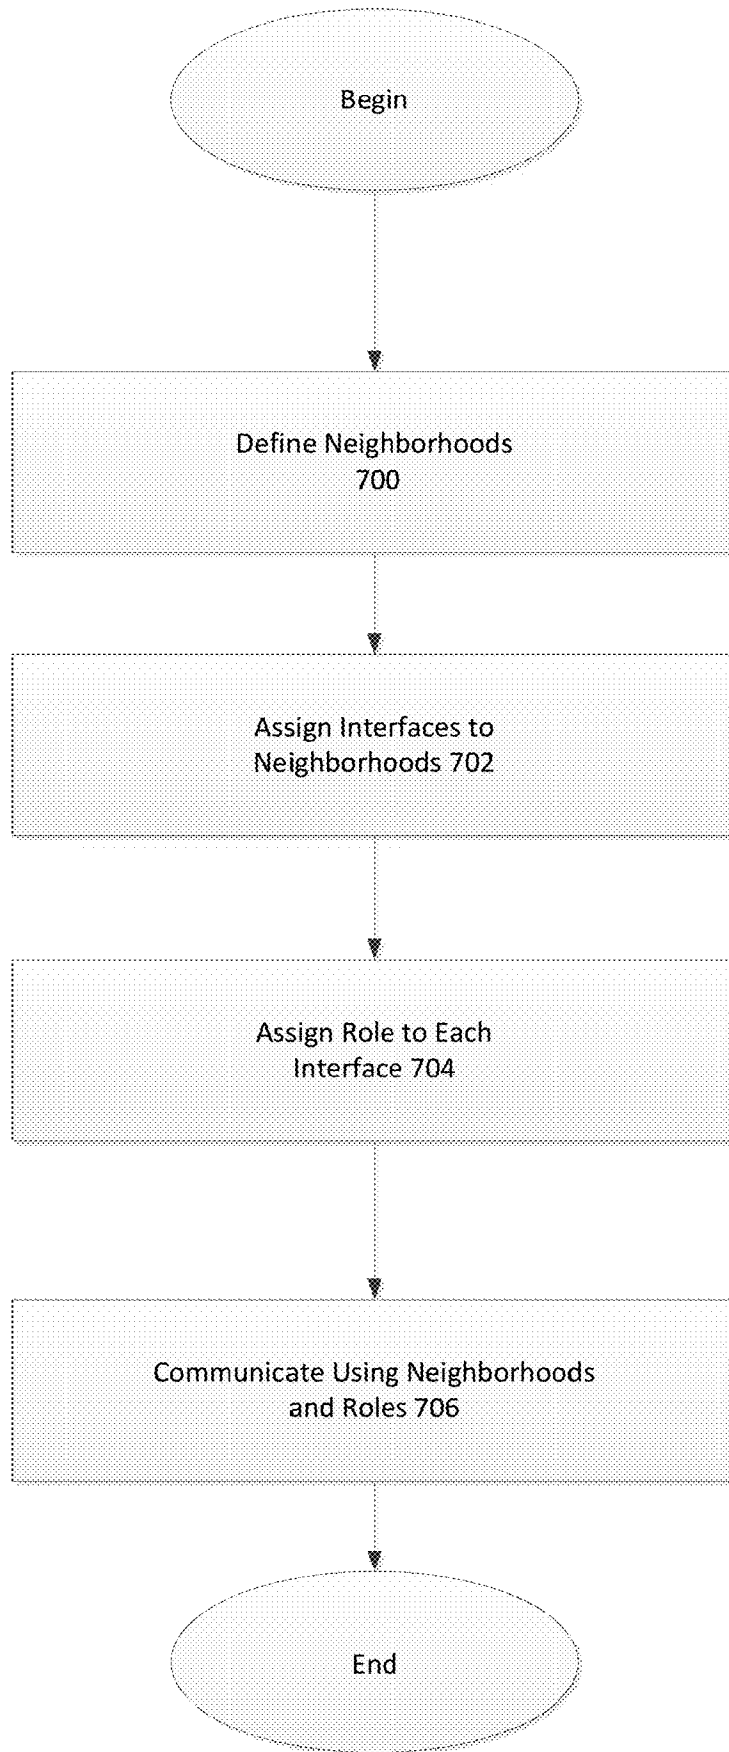 Begin
Define Neighborhoods
700
Assign Interfaces to
Neighborhoods 702
Assign Role to Each
Interface 704
Communicate Using Neighborhoods
and Roles 706
End